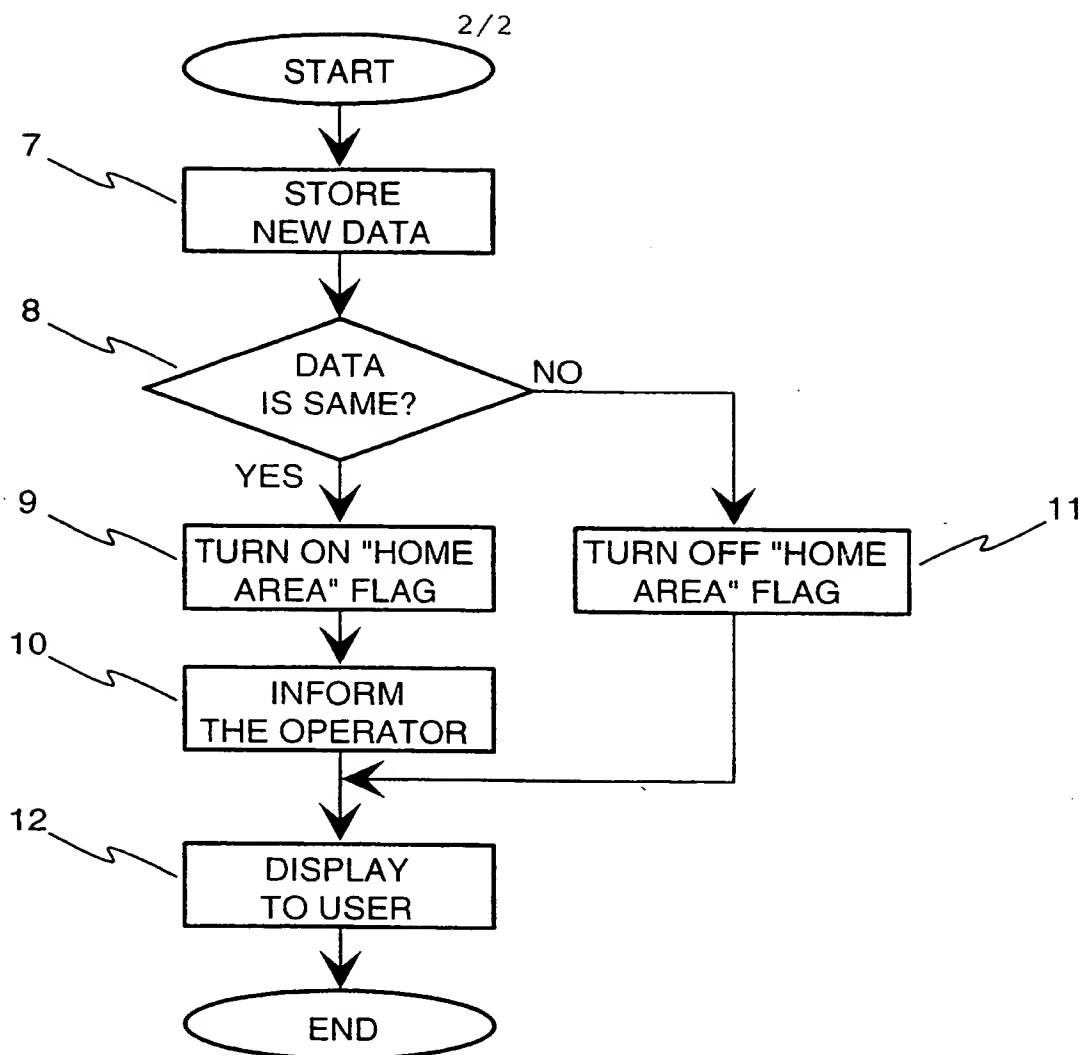 2/2
START
7
STORE
NEW DATA
8
DATA
IS SAME?
NO
YES
9
TURN ON "HOME
AREA" FLAG
TURN OFF "HOME
AREA" FLAG
11
10
INFORM
THE OPERATOR
12
DISPLAY
TO USER
END